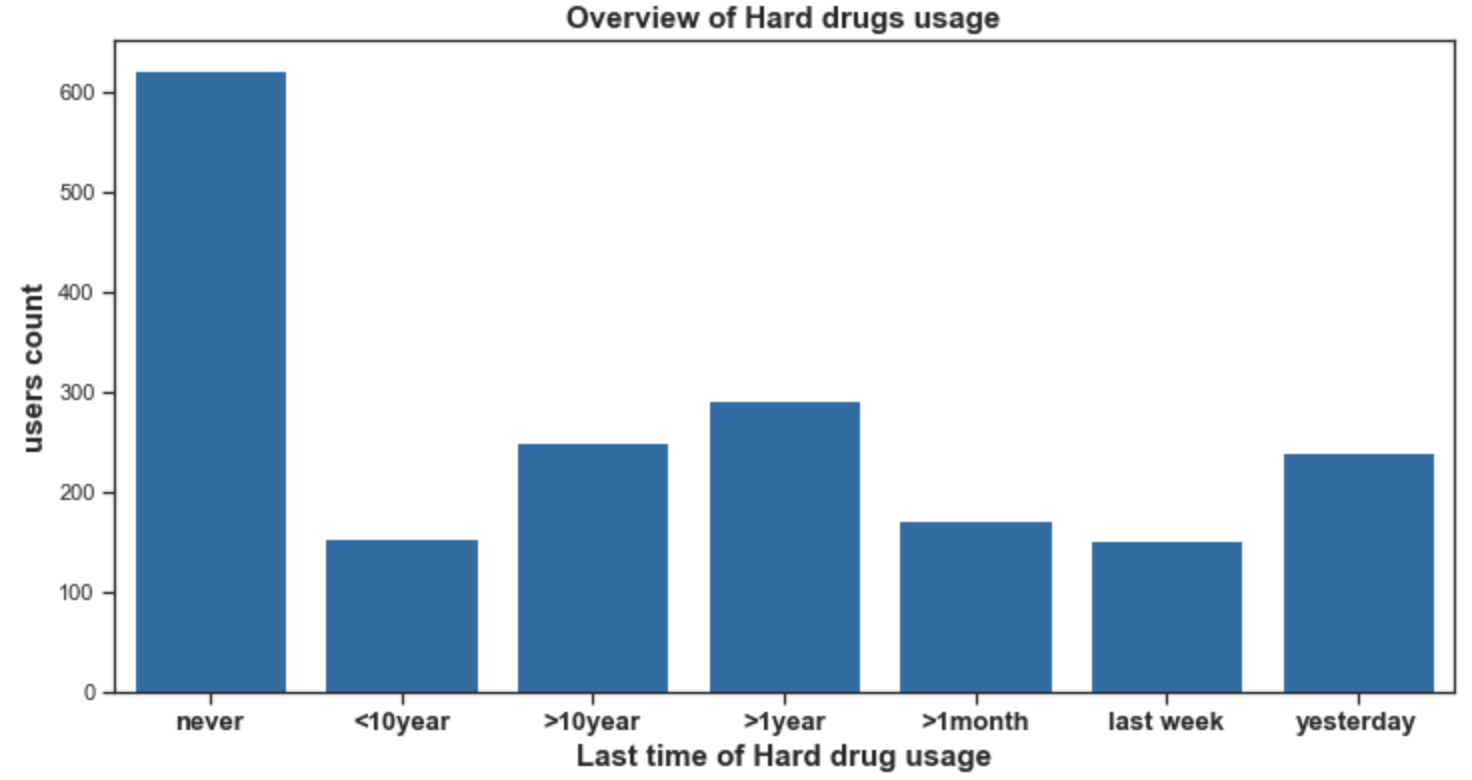 Overview of Hard drugs usage
users count
600
500
400
300
200
100
0
never <10year >10year >1year >1month last week yesterday
Last time of Hard drug usage